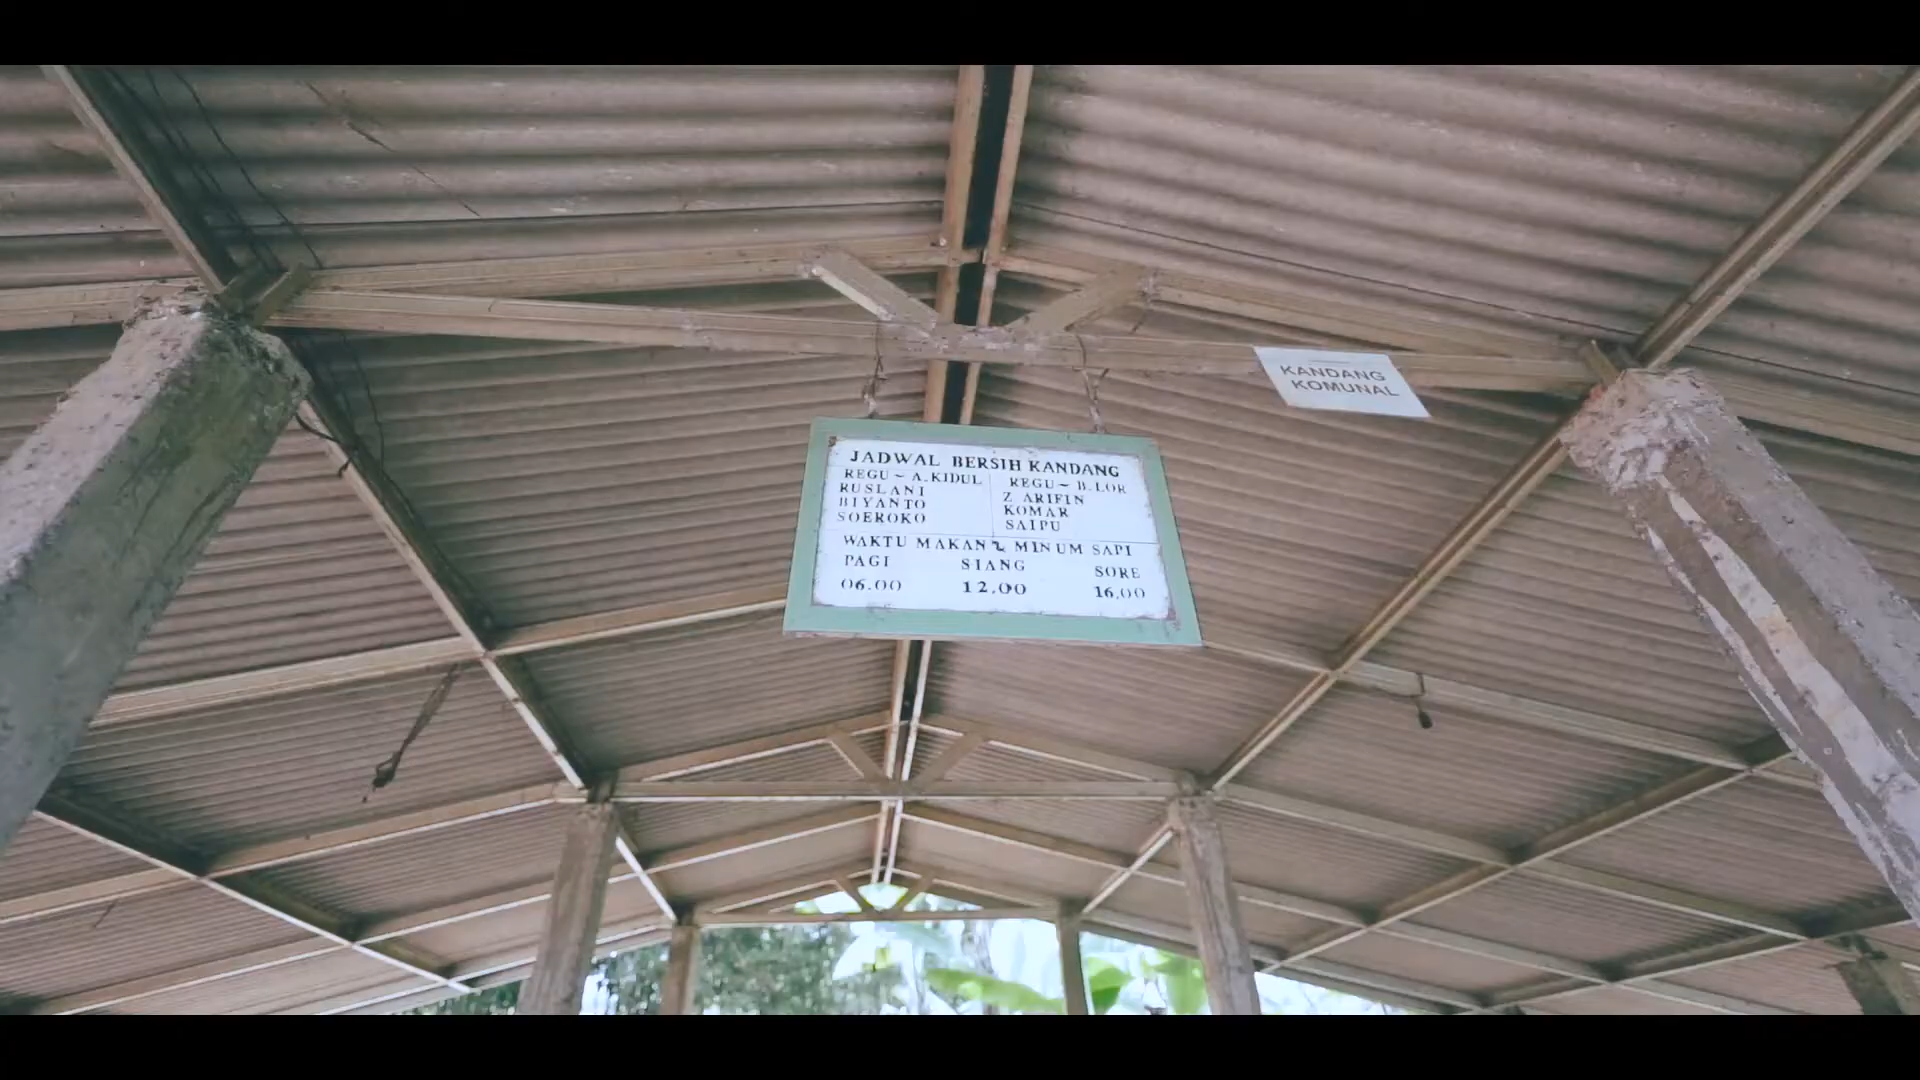 KANDANG
KOMUNAL
JADWAL BERSIH KANDANG
REGU ~ A. KIDUL
RUSLANI
BIYANTO
SOEROKO
REGU ~ B. LOR
Z ARIFIN
KOMAR
SAIPU
WAKTU MAKAN & MINUM SAPI
PAGI SIANG SORE
06.00 12.00 16.00